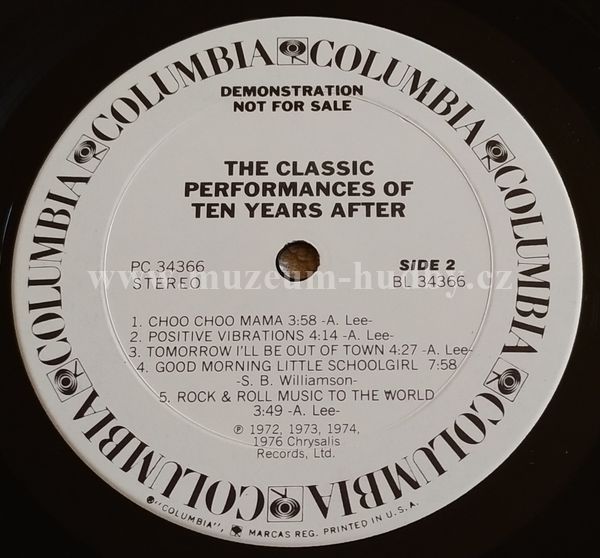 COLUMBIA COLUMBIA COLUMBIA COLUMBIA COLUMBIA COLUMBIA COLUMBIA COLUMBIA
DEMONSTRATION
NOT FOR SALE
THE CLASSIC
PERFORMANCES OF
TEN YEARS AFTER
PC 34366 SiDE 2
STEREO BL 34366
www.muzeum-hudby.cz
1. CHOO CHOO MAMA 3:58 -A. Lee-
2. POSITIVE VIBRATIONS 4:14 -A. Lee-
3. TOMORROW I'LL BE OUT OF TOWN 4:27 -A. Lee-
4. GOOD MORNING LITTLE SCHOOLGIRL 7:58
-S. B. Williamson-
5. ROCK & ROLL MUSIC TO THE WORLD
3:49 -A. Lee-
℗ 1972, 1973, 1974,
1976 Chrysalis
Records, Ltd.
® "COLUMBIA", MARCAS REG. PRINTED IN U.S.A.